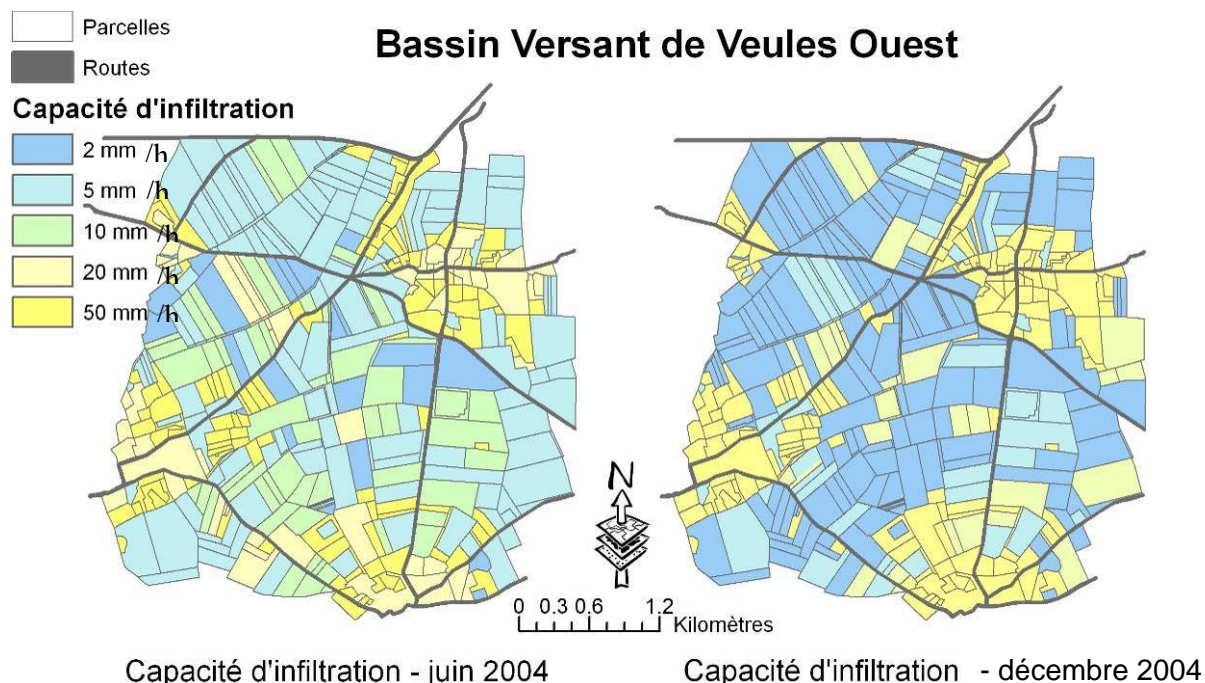 Parcelles
Routes
Bassin Versant de Veules Ouest
Capacité d'infiltration
2 mm /h
5 mm /h
10 mm /h
20 mm /h
50 mm /h
N
0 0.3 0.6 1.2
Kilomètres
Capacité d'infiltration - juin 2004
Capacité d'infiltration - décembre 2004